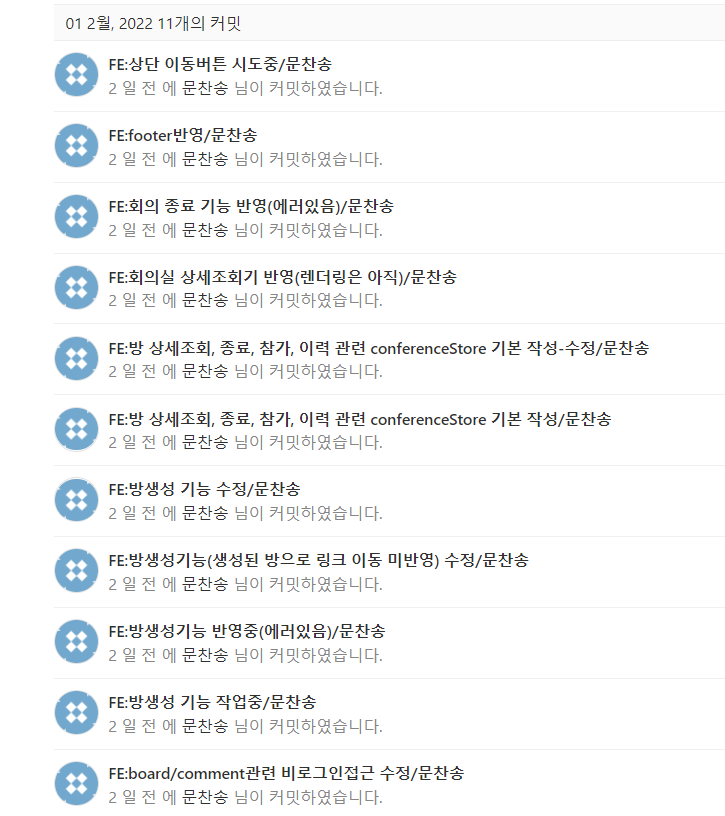 01 2월, 2022 11개의 커밋
FE:상단 이동버튼 시도중/문찬송
2 일 전 에 문찬송 님이 커밋하였습니다.
FE:footer반영/문찬송
2 일 전 에 문찬송 님이 커밋하였습니다.
FE:회의 종료 기능 반영(에러있음)/문찬송
2 일 전 에 문찬송 님이 커밋하였습니다.
FE:회의실 상세조회기 반영(렌더링은 아직)/문찬송
2 일 전 에 문찬송 님이 커밋하였습니다.
FE:방 상세조회, 종료, 참가, 이력 관련 conferenceStore 기본 작성-수정/문찬송
2 일 전 에 문찬송 님이 커밋하였습니다.
FE:방 상세조회, 종료, 참가, 이력 관련 conferenceStore 기본 작성/문찬송
2 일 전 에 문찬송 님이 커밋하였습니다.
FE:방생성 기능 수정/문찬송
2 일 전 에 문찬송 님이 커밋하였습니다.
FE:방생성기능(생성된 방으로 링크 이동 미반영) 수정/문찬송
2 일 전 에 문찬송 님이 커밋하였습니다.
FE:방생성기능 반영중(에러있음)/문찬송
2 일 전 에 문찬송 님이 커밋하였습니다.
FE:방생성 기능 작업중/문찬송
2 일 전 에 문찬송 님이 커밋하였습니다.
FE:board/comment관련 비로그인접근 수정/문찬송
2 일 전 에 문찬송 님이 커밋하였습니다.